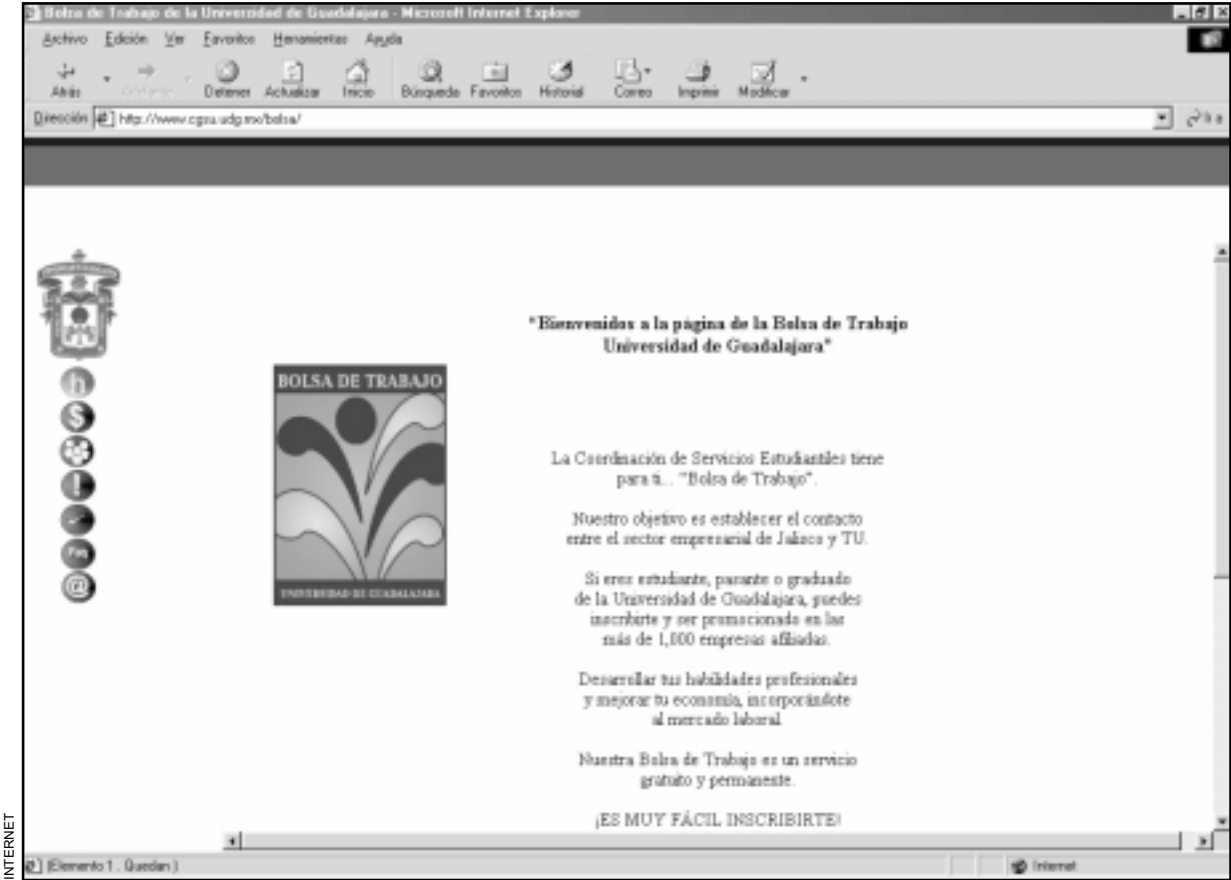 Bolsa de Trabajo de la Universidad de Guadalajara - Microsoft Internet Explorer
Archivo Edición Ver Favoritos Herramientas Ayuda
Atrás Adelante Detener Actualizar Inicio Búsqueda Favoritos Historial Correo Imprimir Modificar
Dirección http://www.cgsu.udg.mx/bolsa/ Ir a
"Bienvenidos a la página de la Bolsa de Trabajo
Universidad de Guadalajara"
BOLSA DE TRABAJO
UNIVERSIDAD DE GUADALAJARA
h
$
!
Faq
@
La Coordinación de Servicios Estudiantiles tiene
para ti... "Bolsa de Trabajo".
Nuestro objetivo es establecer el contacto
entre el sector empresarial de Jalisco y TU.
Si eres estudiante, pasante o graduado
de la Universidad de Guadalajara, puedes
inscribirte y ser promocionado en las
más de 1,000 empresas afiliadas.
Desarrollar tus habilidades profesionales
y mejorar tu economía, incorporándote
al mercado laboral
Nuestra Bolsa de Trabajo es un servicio
gratuito y permanente.
¡ES MUY FÁCIL INSCRIBIRTE!
(Elemento 1 . Quedan ) Internet
INTERNET